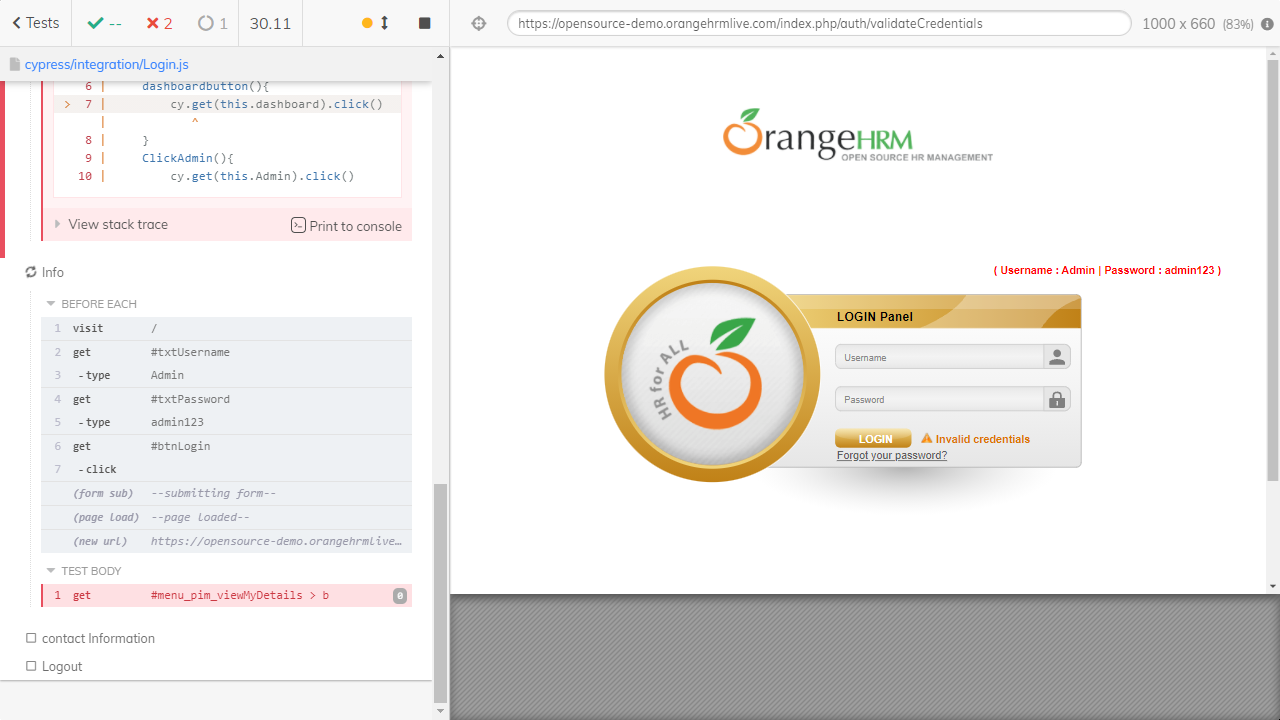 Tests
--
2
1
30.11
https://opensource-demo.orangehrmlive.com/index.php/auth/validateCredentials
1000 x 660 (83%)
cypress/integration/Login.js
6 | dashboardbutton(){
> 7 | cy.get(this.dashboard).click()
| ^
8 | }
9 | ClickAdmin(){
10 | cy.get(this.Admin).click()
View stack trace
Print to console
Info
BEFORE EACH
1 visit /
2 get #txtUsername
3 -type Admin
4 get #txtPassword
5 -type admin123
6 get #btnLogin
7 -click
(form sub) --submitting form--
(page load) --page loaded--
(new url) https://opensource-demo.orangehrmlive…
TEST BODY
1 get #menu_pim_viewMyDetails > b 0
contact Information
Logout
OrangeHRM
OPEN SOURCE HR MANAGEMENT
( Username : Admin | Password : admin123 )
HR for ALL
LOGIN Panel
Username
Password
LOGIN
Invalid credentials
Forgot your password?